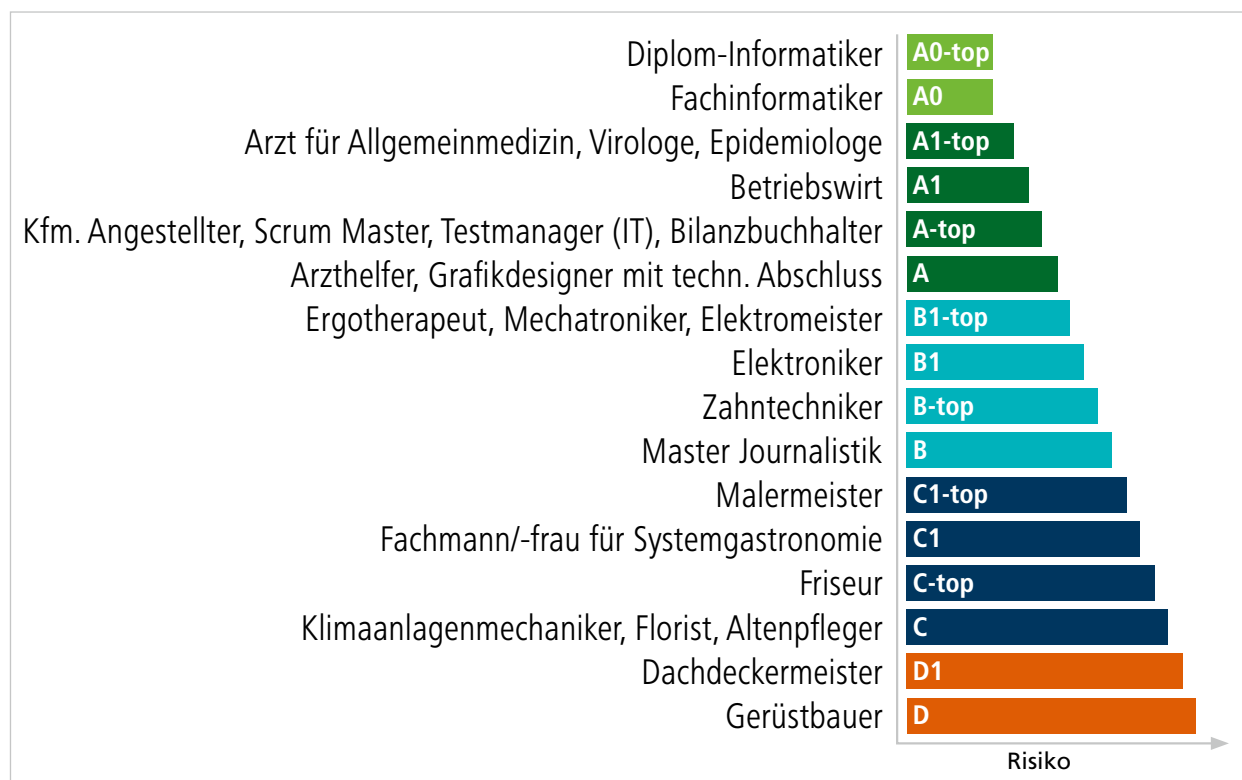 Diplom-Informatiker A0-top
Fachinformatiker A0
Arzt für Allgemeinmedizin, Virologe, Epidemiologe A1-top
Betriebswirt A1
Kfm. Angestellter, Scrum Master, Testmanager (IT), Bilanzbuchhalter A-top
Arzthelfer, Grafikdesigner mit techn. Abschluss A
Ergotherapeut, Mechatroniker, Elektromeister B1-top
Elektroniker B1
Zahntechniker B-top
Master Journalistik B
Malermeister C1-top
Fachmann/-frau für Systemgastronomie C1
Friseur C-top
Klimaanlagenmechaniker, Florist, Altenpfleger C
Dachdeckermeister D1
Gerüstbauer D
Risiko